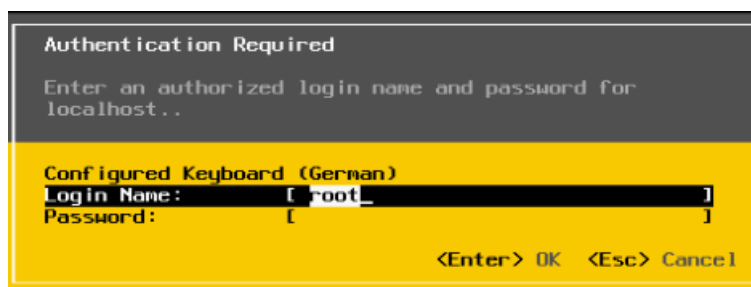 Authentication Required
Enter an authorized login name and password for
localhost..
Configured Keyboard (German)
Login Name: [ root_ ]
Password: [ ]
<Enter> OK <Esc> Cancel